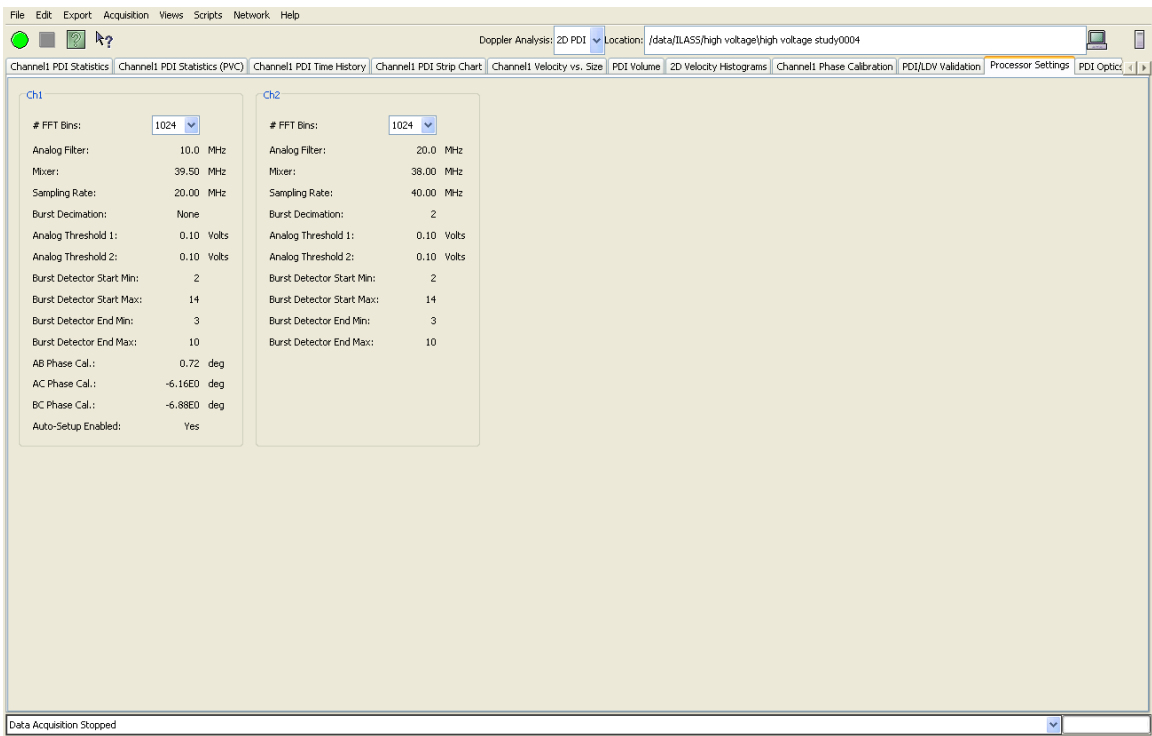 File Edit Export Acquisition Views Scripts Network Help
Doppler Analysis: 2D PDI Location: /data/ILASS/high voltage\high voltage study0004
Channel1 PDI Statistics Channel1 PDI Statistics (PVC) Channel1 PDI Time History Channel1 PDI Strip Chart Channel1 Velocity vs. Size PDI Volume 2D Velocity Histograms Channel1 Phase Calibration PDI/LDV Validation Processor Settings PDI Optics
Ch1
# FFT Bins: 1024
Analog Filter: 10.0 MHz
Mixer: 39.50 MHz
Sampling Rate: 20.00 MHz
Burst Decimation: None
Analog Threshold 1: 0.10 Volts
Analog Threshold 2: 0.10 Volts
Burst Detector Start Min: 2
Burst Detector Start Max: 14
Burst Detector End Min: 3
Burst Detector End Max: 10
AB Phase Cal.: 0.72 deg
AC Phase Cal.: -6.16E0 deg
BC Phase Cal.: -6.88E0 deg
Auto-Setup Enabled: Yes
Ch2
# FFT Bins: 1024
Analog Filter: 20.0 MHz
Mixer: 38.00 MHz
Sampling Rate: 40.00 MHz
Burst Decimation: 2
Analog Threshold 1: 0.10 Volts
Analog Threshold 2: 0.10 Volts
Burst Detector Start Min: 2
Burst Detector Start Max: 14
Burst Detector End Min: 3
Burst Detector End Max: 10
Data Acquisition Stopped